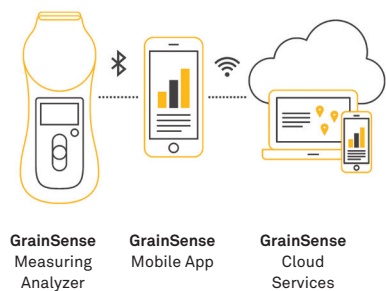 GrainSense
Measuring
Analyzer
GrainSense
Mobile App
GrainSense
Cloud
Services